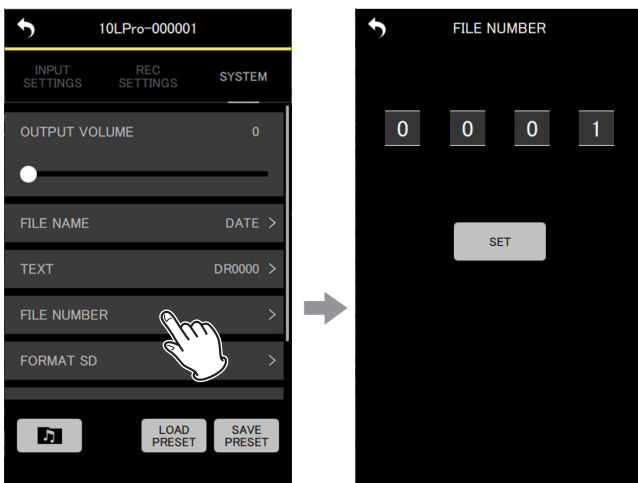 10LPro-000001
INPUT
SETTINGS
REC
SETTINGS
SYSTEM
OUTPUT VOLUME 0
FILE NAME DATE >
TEXT DR0000 >
FILE NUMBER >
FORMAT SD >
LOAD
PRESET
SAVE
PRESET
FILE NUMBER
0 0 0 1
SET